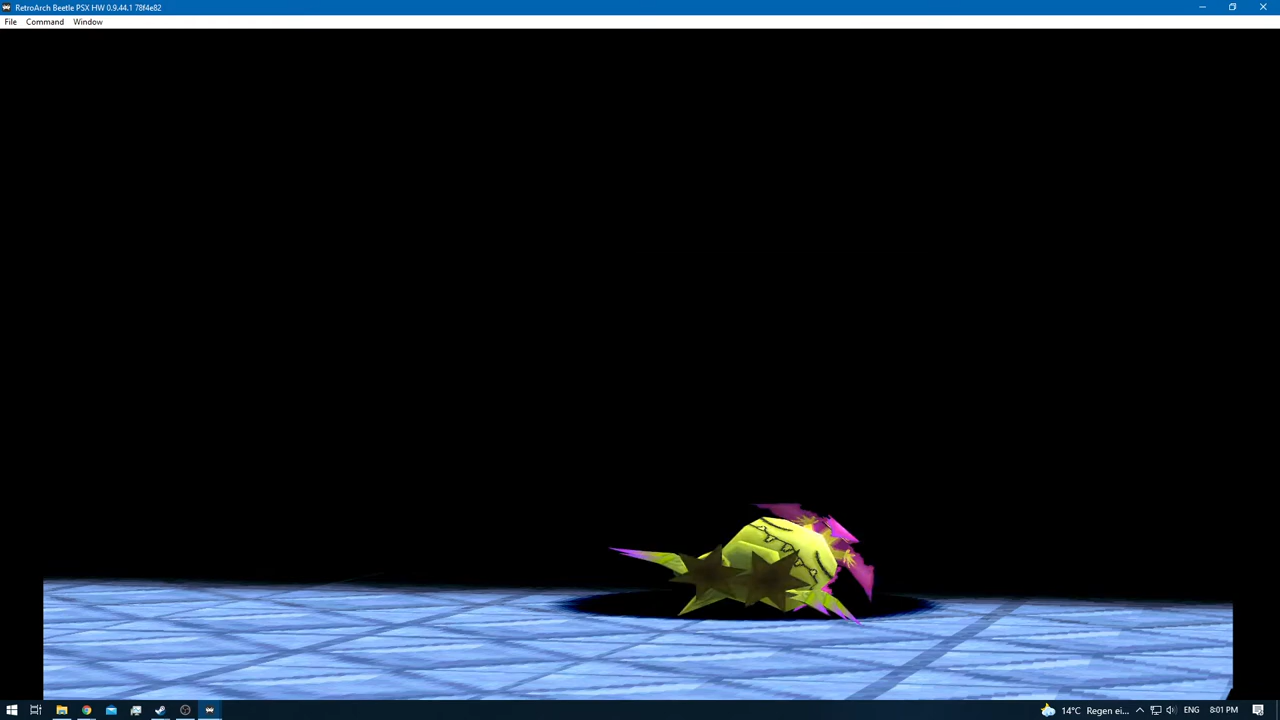 RetroArch Beetle PSX HW 0.9.44.1 78f4e82
File Command Window
14°C Regen ei... ENG 8:01 PM